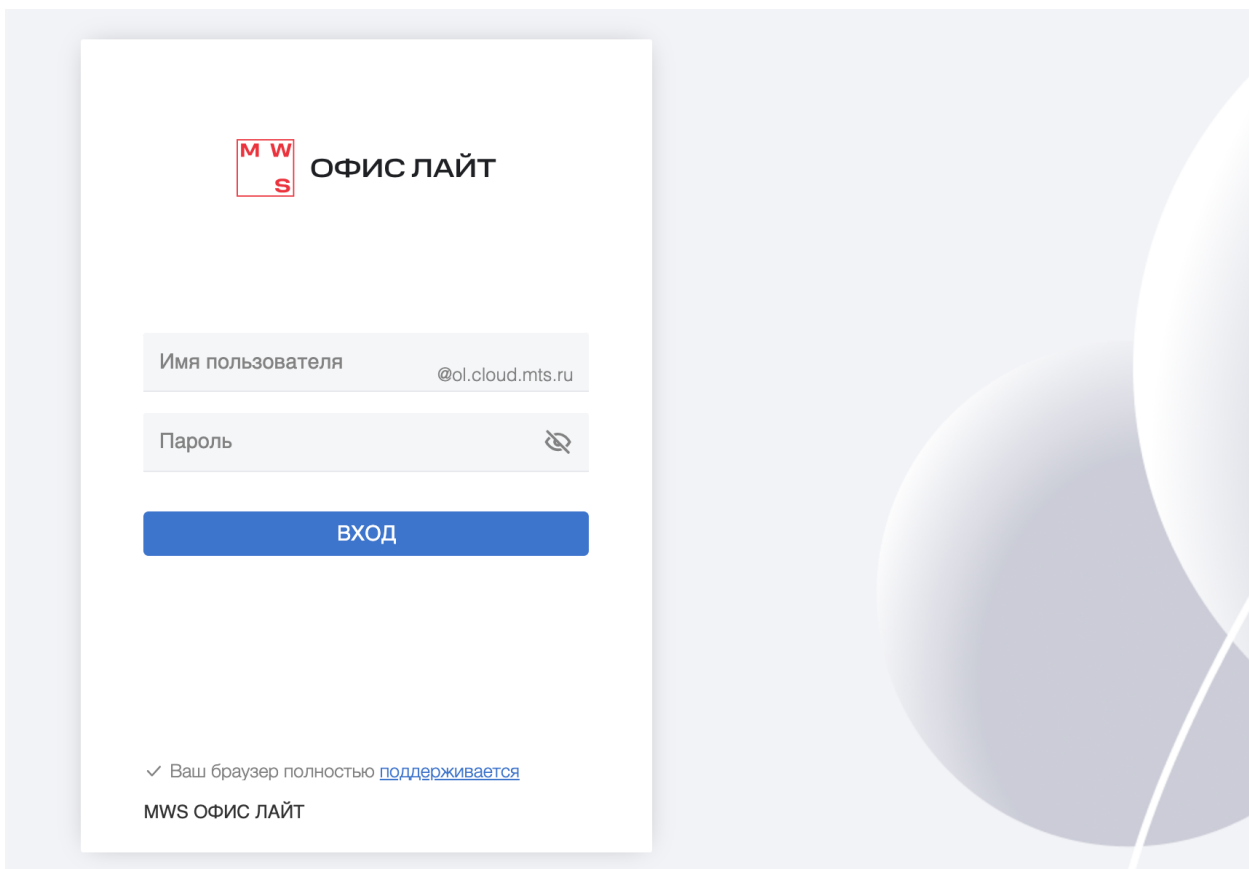 M W
S
ОФИС ЛАЙТ
Имя пользователя
@ol.cloud.mts.ru
Пароль
ВХОД
Ваш браузер полностью поддерживается
MWS ОФИС ЛАЙТ